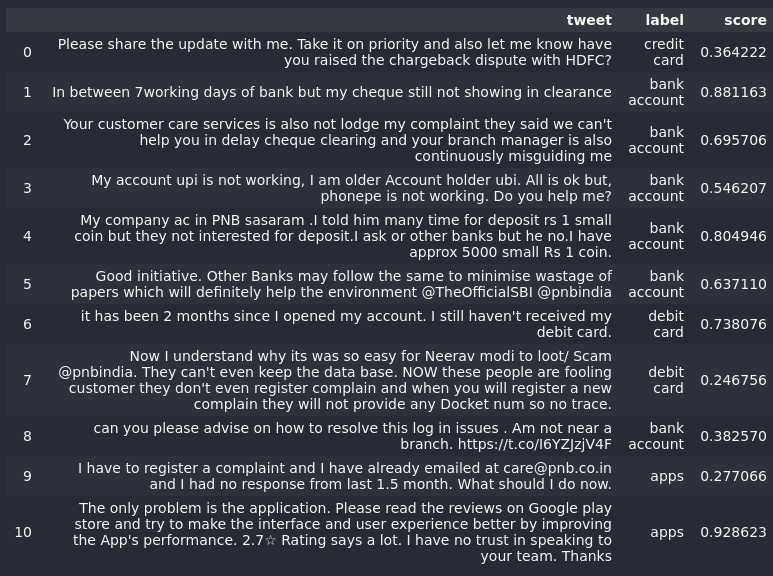 tweet label score
0 Please share the update with me. Take it on priority and also let me know have you raised the chargeback dispute with HDFC? credit card 0.364222
1 In between 7working days of bank but my cheque still not showing in clearance bank account 0.881163
2 Your customer care services is also not lodge my complaint they said we can't help you in delay cheque clearing and your branch manager is also continuously misguiding me bank account 0.695706
3 My account upi is not working, I am older Account holder ubi. All is ok but, phonepe is not working. Do you help me? bank account 0.546207
4 My company ac in PNB sasaram .I told him many time for deposit rs 1 small coin but they not interested for deposit.I ask or other banks but he no.I have approx 5000 small Rs 1 coin. bank account 0.804946
5 Good initiative. Other Banks may follow the same to minimise wastage of papers which will definitely help the environment @TheOfficialSBI @pnbindia bank account 0.637110
6 it has been 2 months since I opened my account. I still haven't received my debit card. debit card 0.738076
7 Now I understand why its was so easy for Neerav modi to loot/ Scam @pnbindia. They can't even keep the data base. NOW these people are fooling customer they don't even register complain and when you will register a new complain they will not provide any Docket num so no trace. debit card 0.246756
8 can you please advise on how to resolve this log in issues . Am not near a branch. https://t.co/I6YZJzjV4F bank account 0.382570
9 I have to register a complaint and I have already emailed at care@pnb.co.in and I had no response from last 1.5 month. What should I do now. apps 0.277066
10 The only problem is the application. Please read the reviews on Google play store and try to make the interface and user experience better by improving the App's performance. 2.7☆ Rating says a lot. I have no trust in speaking to your team. Thanks apps 0.928623